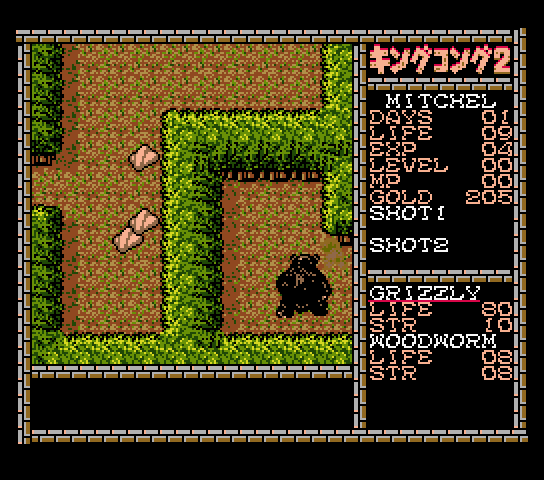 キングコング2
MITCHEL
DAYS 01
LIFE 09
EXP 04
LEVEL 00
MP 00
GOLD 205
SHOT1
SHOT2
GRIZZLY
LIFE 80
STR 10
WOODWORM
LIFE 08
STR 08